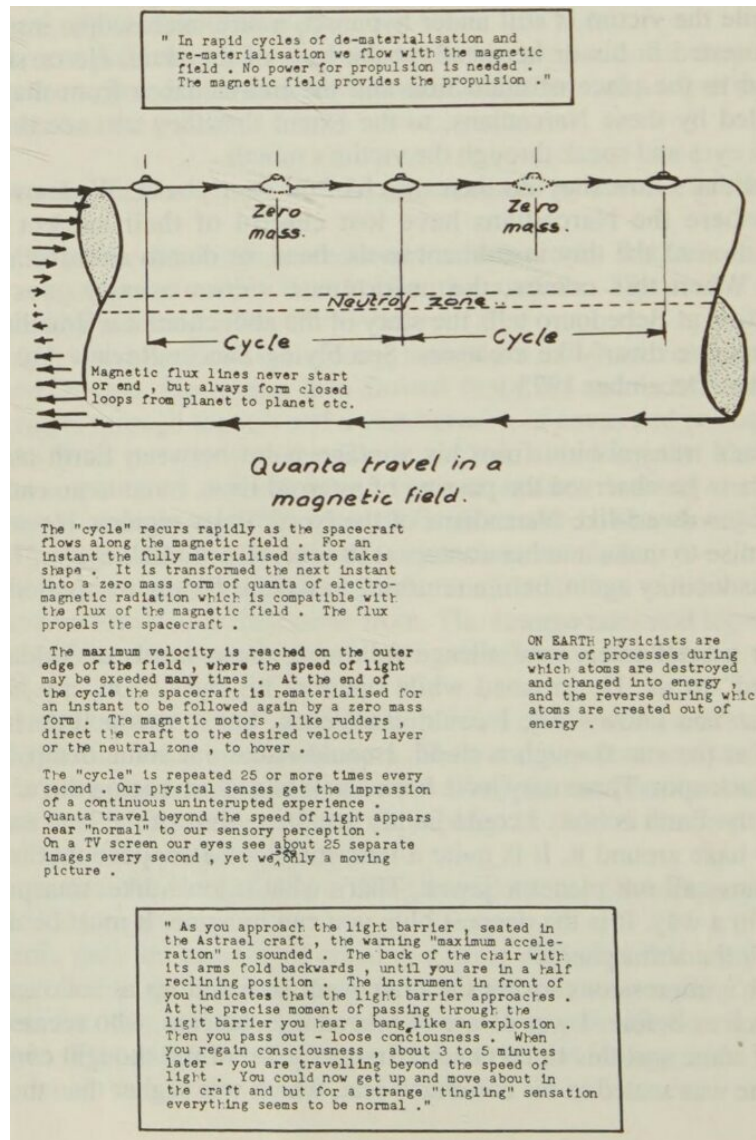 " In rapid cycles of de-materialisation and
re-materialisation we flow with the magnetic
field . No power for propulsion is needed .
The magnetic field provides the propulsion ."
Zero
mass.
Zero
mass.
Neutral zone
Cycle
Cycle
Magnetic flux lines never start
or end , but always form closed
loops from planet to planet etc.
Quanta travel in a
magnetic field.
The "cycle" recurs rapidly as the spacecraft
flows along the magnetic field . For an
instant the fully materialised state takes
shape . It is transformed the next instant
into a zero mass form of quanta of electro-
magnetic radiation which is compatible with
the flux of the magnetic field . The flux
propels the spacecraft .
The maximum velocity is reached on the outer
edge of the field , where the speed of light
may be exeeded many times . At the end of
the cycle the spacecraft is rematerialised for
an instant to be followed again by a zero mass
form . The magnetic motors , like rudders ,
direct the craft to the desired velocity layer
or the neutral zone , to hover .
The "cycle" is repeated 25 or more times every
second . Our physical senses get the impression
of a continuous uninterupted experience .
Quanta travel beyond the speed of light appears
near "normal" to our sensory perception .
On a TV screen our eyes see about 25 separate
images every second , yet we see only a moving
picture .
ON EARTH physicists are
aware of processes during
which atoms are destroyed
and changed into energy ,
and the reverse during whic
atoms are created out of
energy .
" As you approach the light barrier , seated in
the Astrael craft , the warning "maximum accele-
ration" is sounded . The back of the chair with
its arms fold backwards , until you are in a half
reclining position . The instrument in front of
you indicates that the light barrier approaches .
At the precise moment of passing through the
light barrier you hear a bang like an explosion .
Then you pass out - loose conciousness . When
you regain consciousness , about 3 to 5 minutes
later - you are travelling beyond the speed of
light . You could now get up and move about in
the craft and but for a strange "tingling" sensation
everything seems to be normal ."